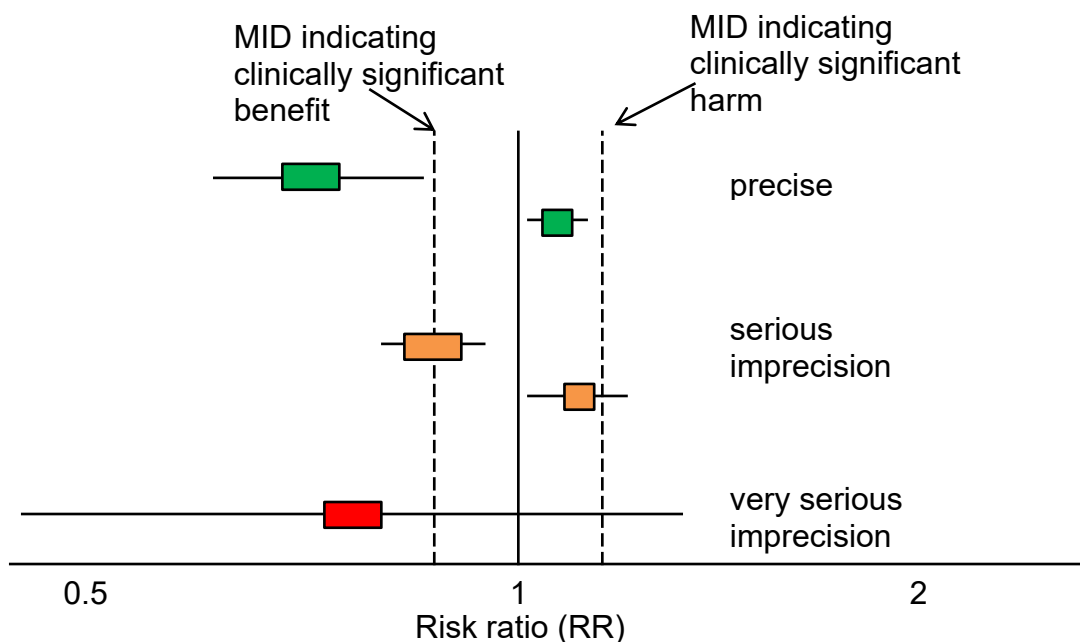 MID indicating
clinically significant
benefit
MID indicating
clinically significant
harm
precise
serious
imprecision
very serious
imprecision
0.5
1
2
Risk ratio (RR)